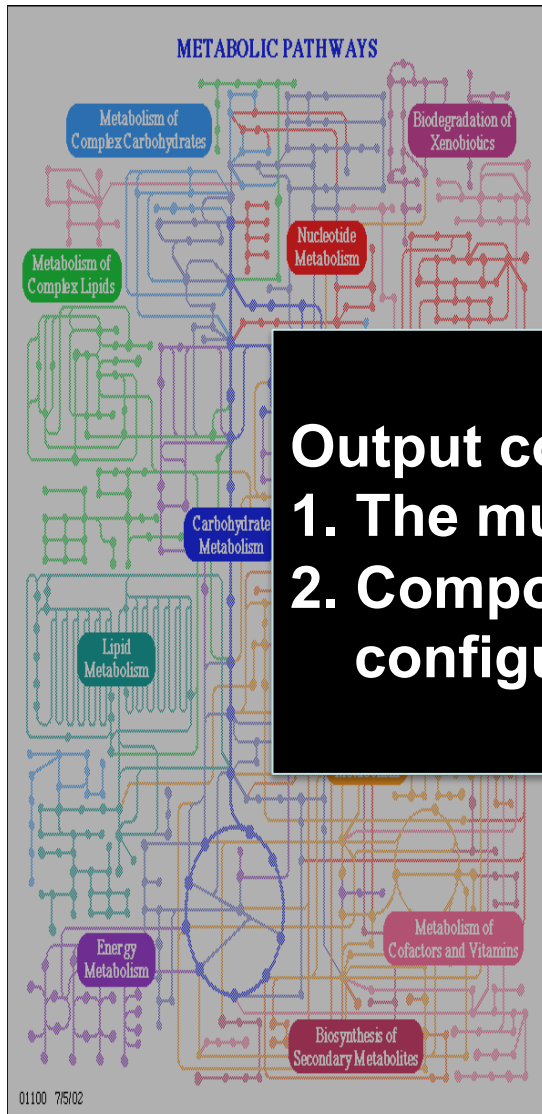 METABOLIC PATHWAYS
Metabolism of
Complex Carbohydrates
Biodegradation of
Xenobiotics
Nucleotide
Metabolism
Metabolism of
Complex Lipids
Output co
1. The mu
2. Compo
configu
Carbohydrate
Metabolism
Lipid
Metabolism
Metabolism of
Cofactors and Vitamins
Energy
Metabolism
Biosynthesis of
Secondary Metabolites
01100 7/5/02